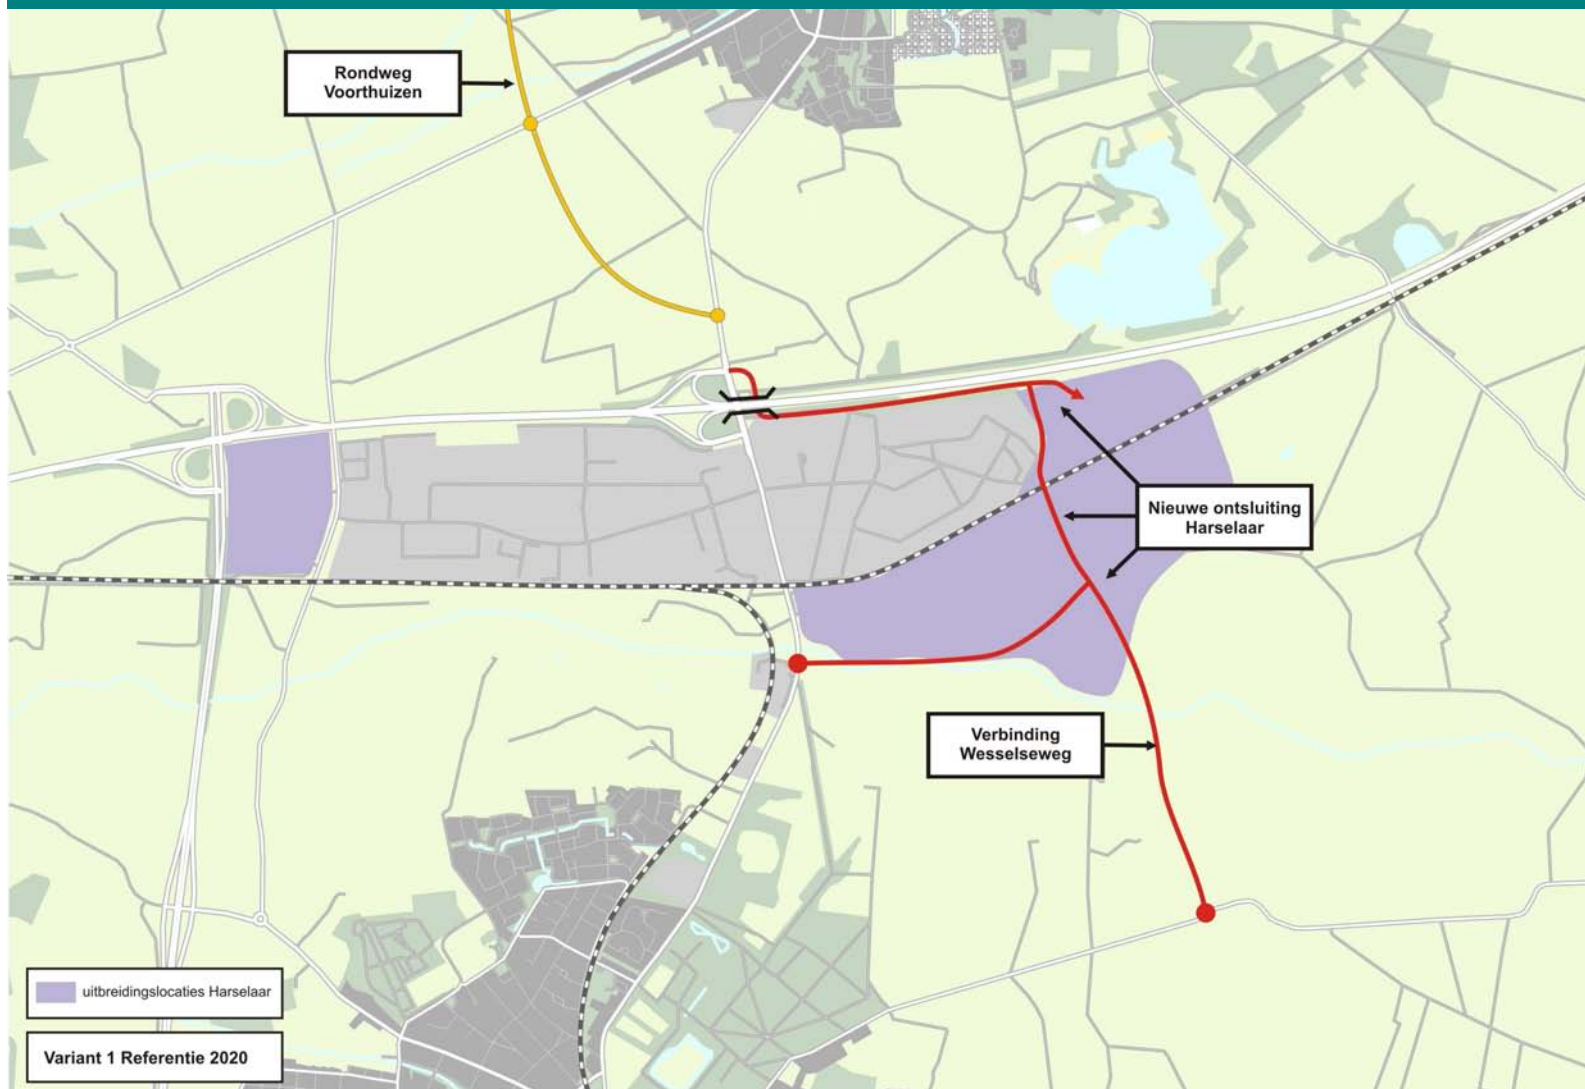 Rondweg
Voorthuizen
Nieuwe ontsluiting
Harselaar
Verbinding
Wesselseweg
uitbreidingslocaties Harselaar
Variant 1 Referentie 2020